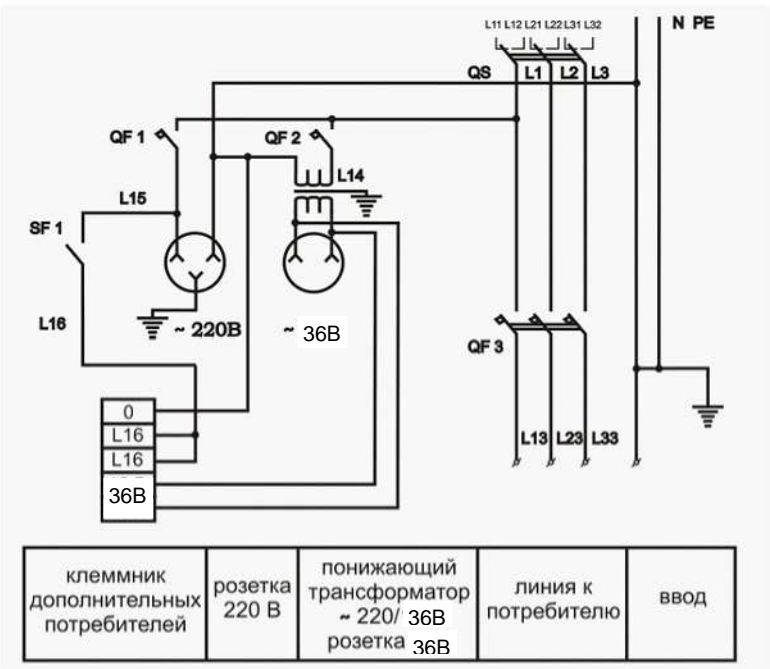 L11 L12 L21 L22 L31 L32
N PE
QS L1 L2 L3
QF 1
QF 2
L14
L15
SF 1
L16
~ 220В
~ 36В
QF 3
0
L16
L16
36В
L13 L23 L33
клеммник
дополнительных
потребителей
розетка
220 В
понижающий
трансформатор
~ 220/ 36В
розетка 36В
линия к
потребителю
ввод